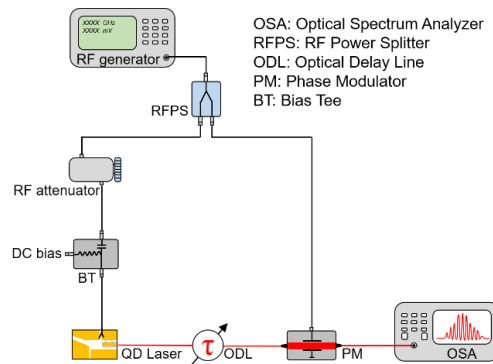 XXXX GHz
XXXX mV
RF generator
OSA: Optical Spectrum Analyzer
RFPS: RF Power Splitter
ODL: Optical Delay Line
PM: Phase Modulator
BT: Bias Tee
RFPS
RF attenuator
DC bias
BT
QD Laser
τ
ODL
PM
OSA